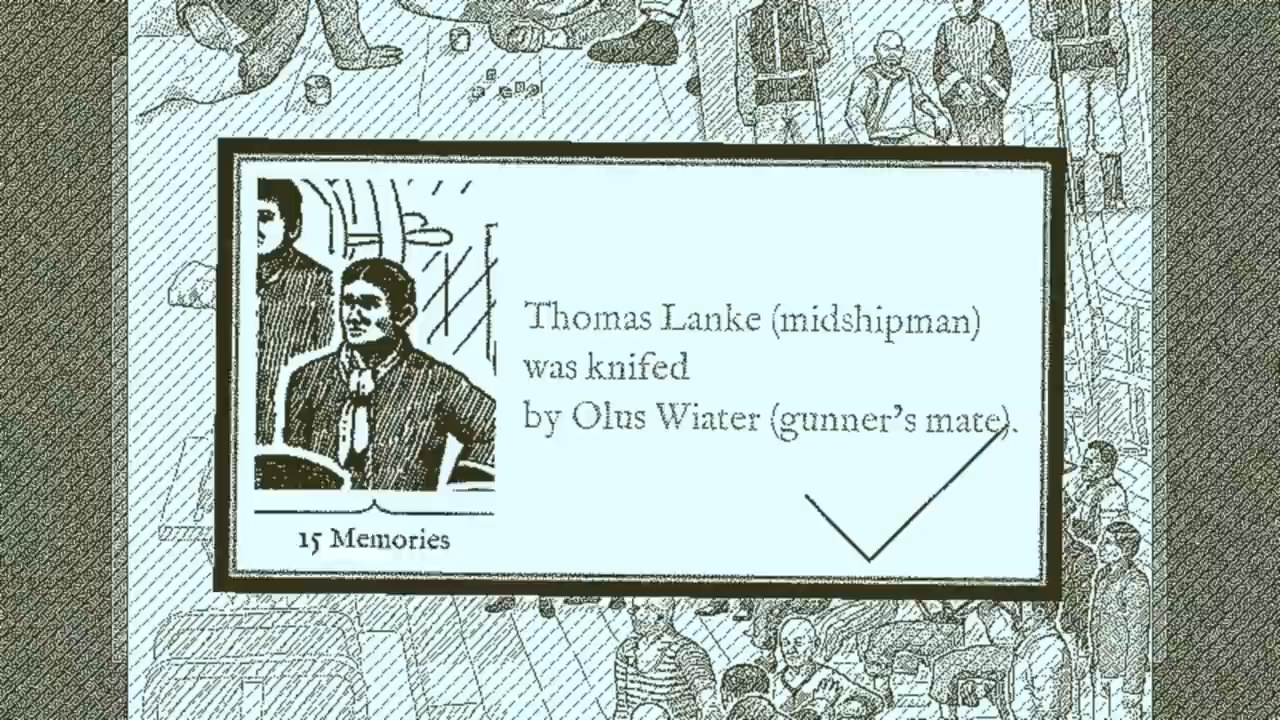 Thomas Lanke (midshipman)
was knifed
by Olus Wiater (gunner's mate).
15 Memories